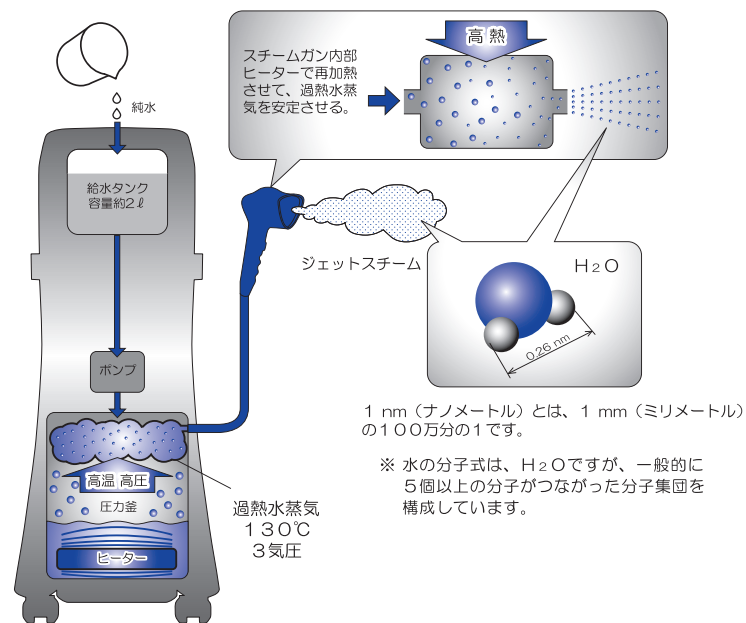 純水
給水タンク
容量約2ℓ
ポンプ
高温 高圧
圧力釜
ヒーター
過熱水蒸気
１３０℃
３気圧
スチームガン内部
ヒーターで再加熱
させて、過熱水蒸
気を安定させる。
高 熱
ジェットスチーム
Ｈ₂Ｏ
0.26 nm
１ nm（ナノメートル）とは、１ mm（ミリメートル）
の１００万分の１です。
※ 水の分子式は、Ｈ₂Ｏですが、一般的に
５個以上の分子がつながった分子集団を
構成しています。